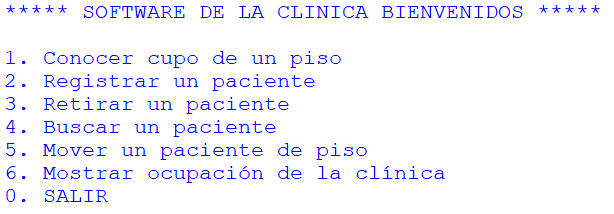 ***** SOFTWARE DE LA CLINICA BIENVENIDOS *****
1. Conocer cupo de un piso
2. Registrar un paciente
3. Retirar un paciente
4. Buscar un paciente
5. Mover un paciente de piso
6. Mostrar ocupación de la clínica
0. SALIR